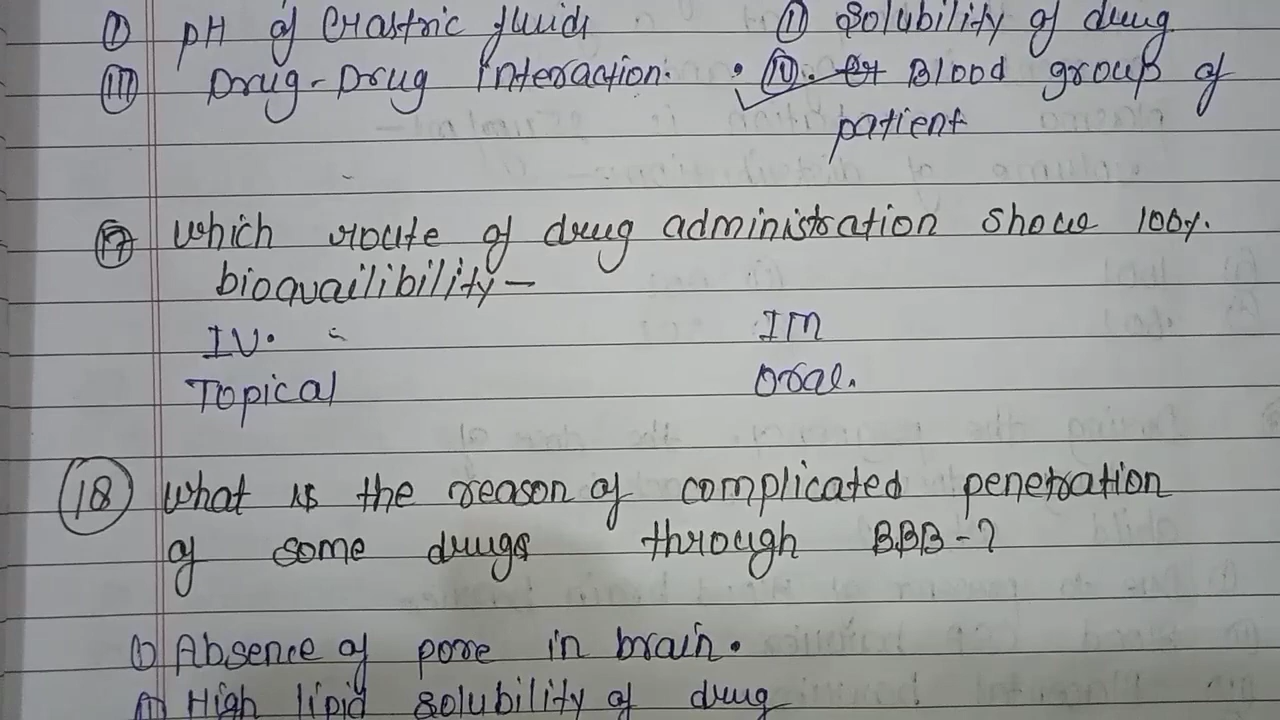 (I) pH of Gastric fluids (II) Solubility of drug
(III) Drug-Drug Interaction. (IV). Blood group of
patient
(17) Which route of drug administration show 100%.
bioavailibility-
IV. IM
Topical Oral.
(18) What is the reason of complicated penetration
of some drugs through BBB-?
(I) Absence of pore in brain.
(II) High lipid solubility of drug